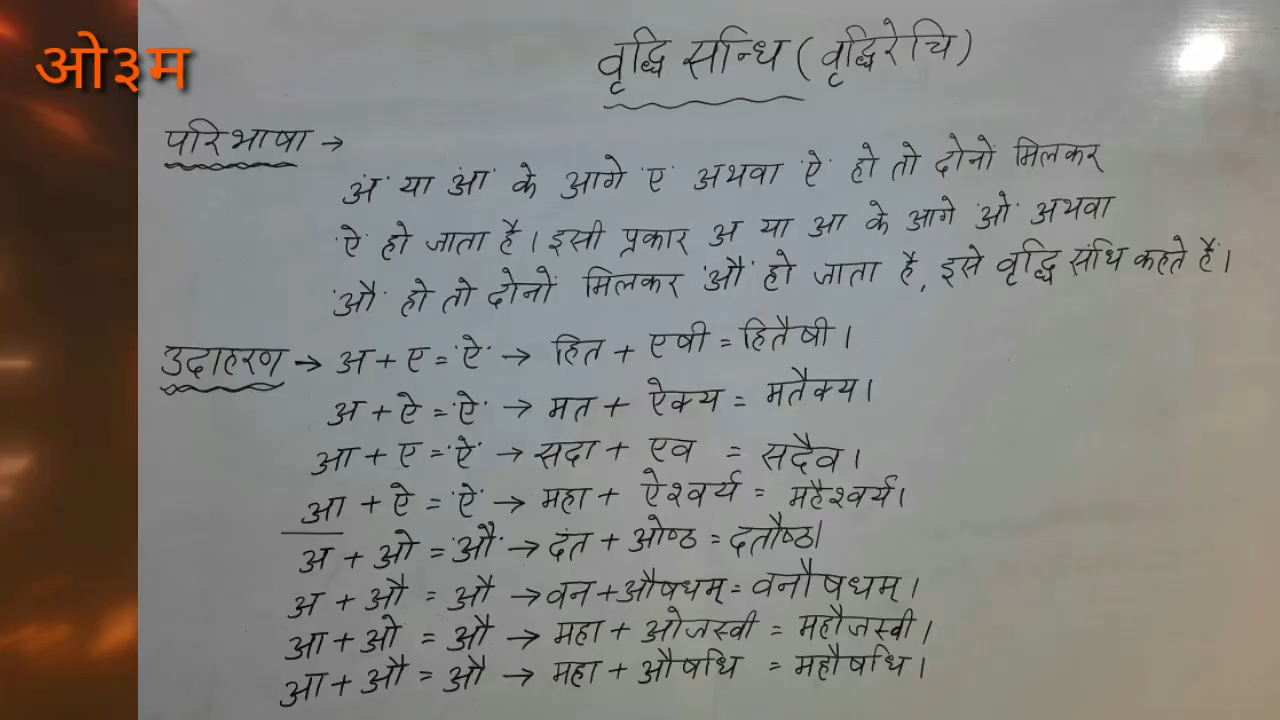 ओ३म
वृद्धि सन्धि (वृद्धिरेचि)
परिभाषा →
'अ' या 'आ' के आगे 'ए' अथवा 'ऐ' हो तो दोनों मिलकर
'ऐ' हो जाता है। इसी प्रकार अ या आ के आगे 'ओ' अथवा
'औ' हो तो दोनों मिलकर 'औ' हो जाता है, इसे वृद्धि संधि कहते हैं।
उदाहरण → अ + ए = 'ऐ' → हित + एषी = हितैषी।
अ + ऐ = 'ऐ' → मत + ऐक्य = मतैक्य।
आ + ए = 'ऐ' → सदा + एव = सदैव।
आ + ऐ = 'ऐ' → महा + ऐश्वर्य = महैश्वर्य।
अ + ओ = 'औ' → दंत + ओष्ठ = दतौष्ठ।
अ + औ = औ → वन + औषधम् = वनौषधम्।
आ + ओ = औ → महा + ओजस्वी = महौजस्वी।
आ + औ = औ → महा + औषधि = महौषधि।